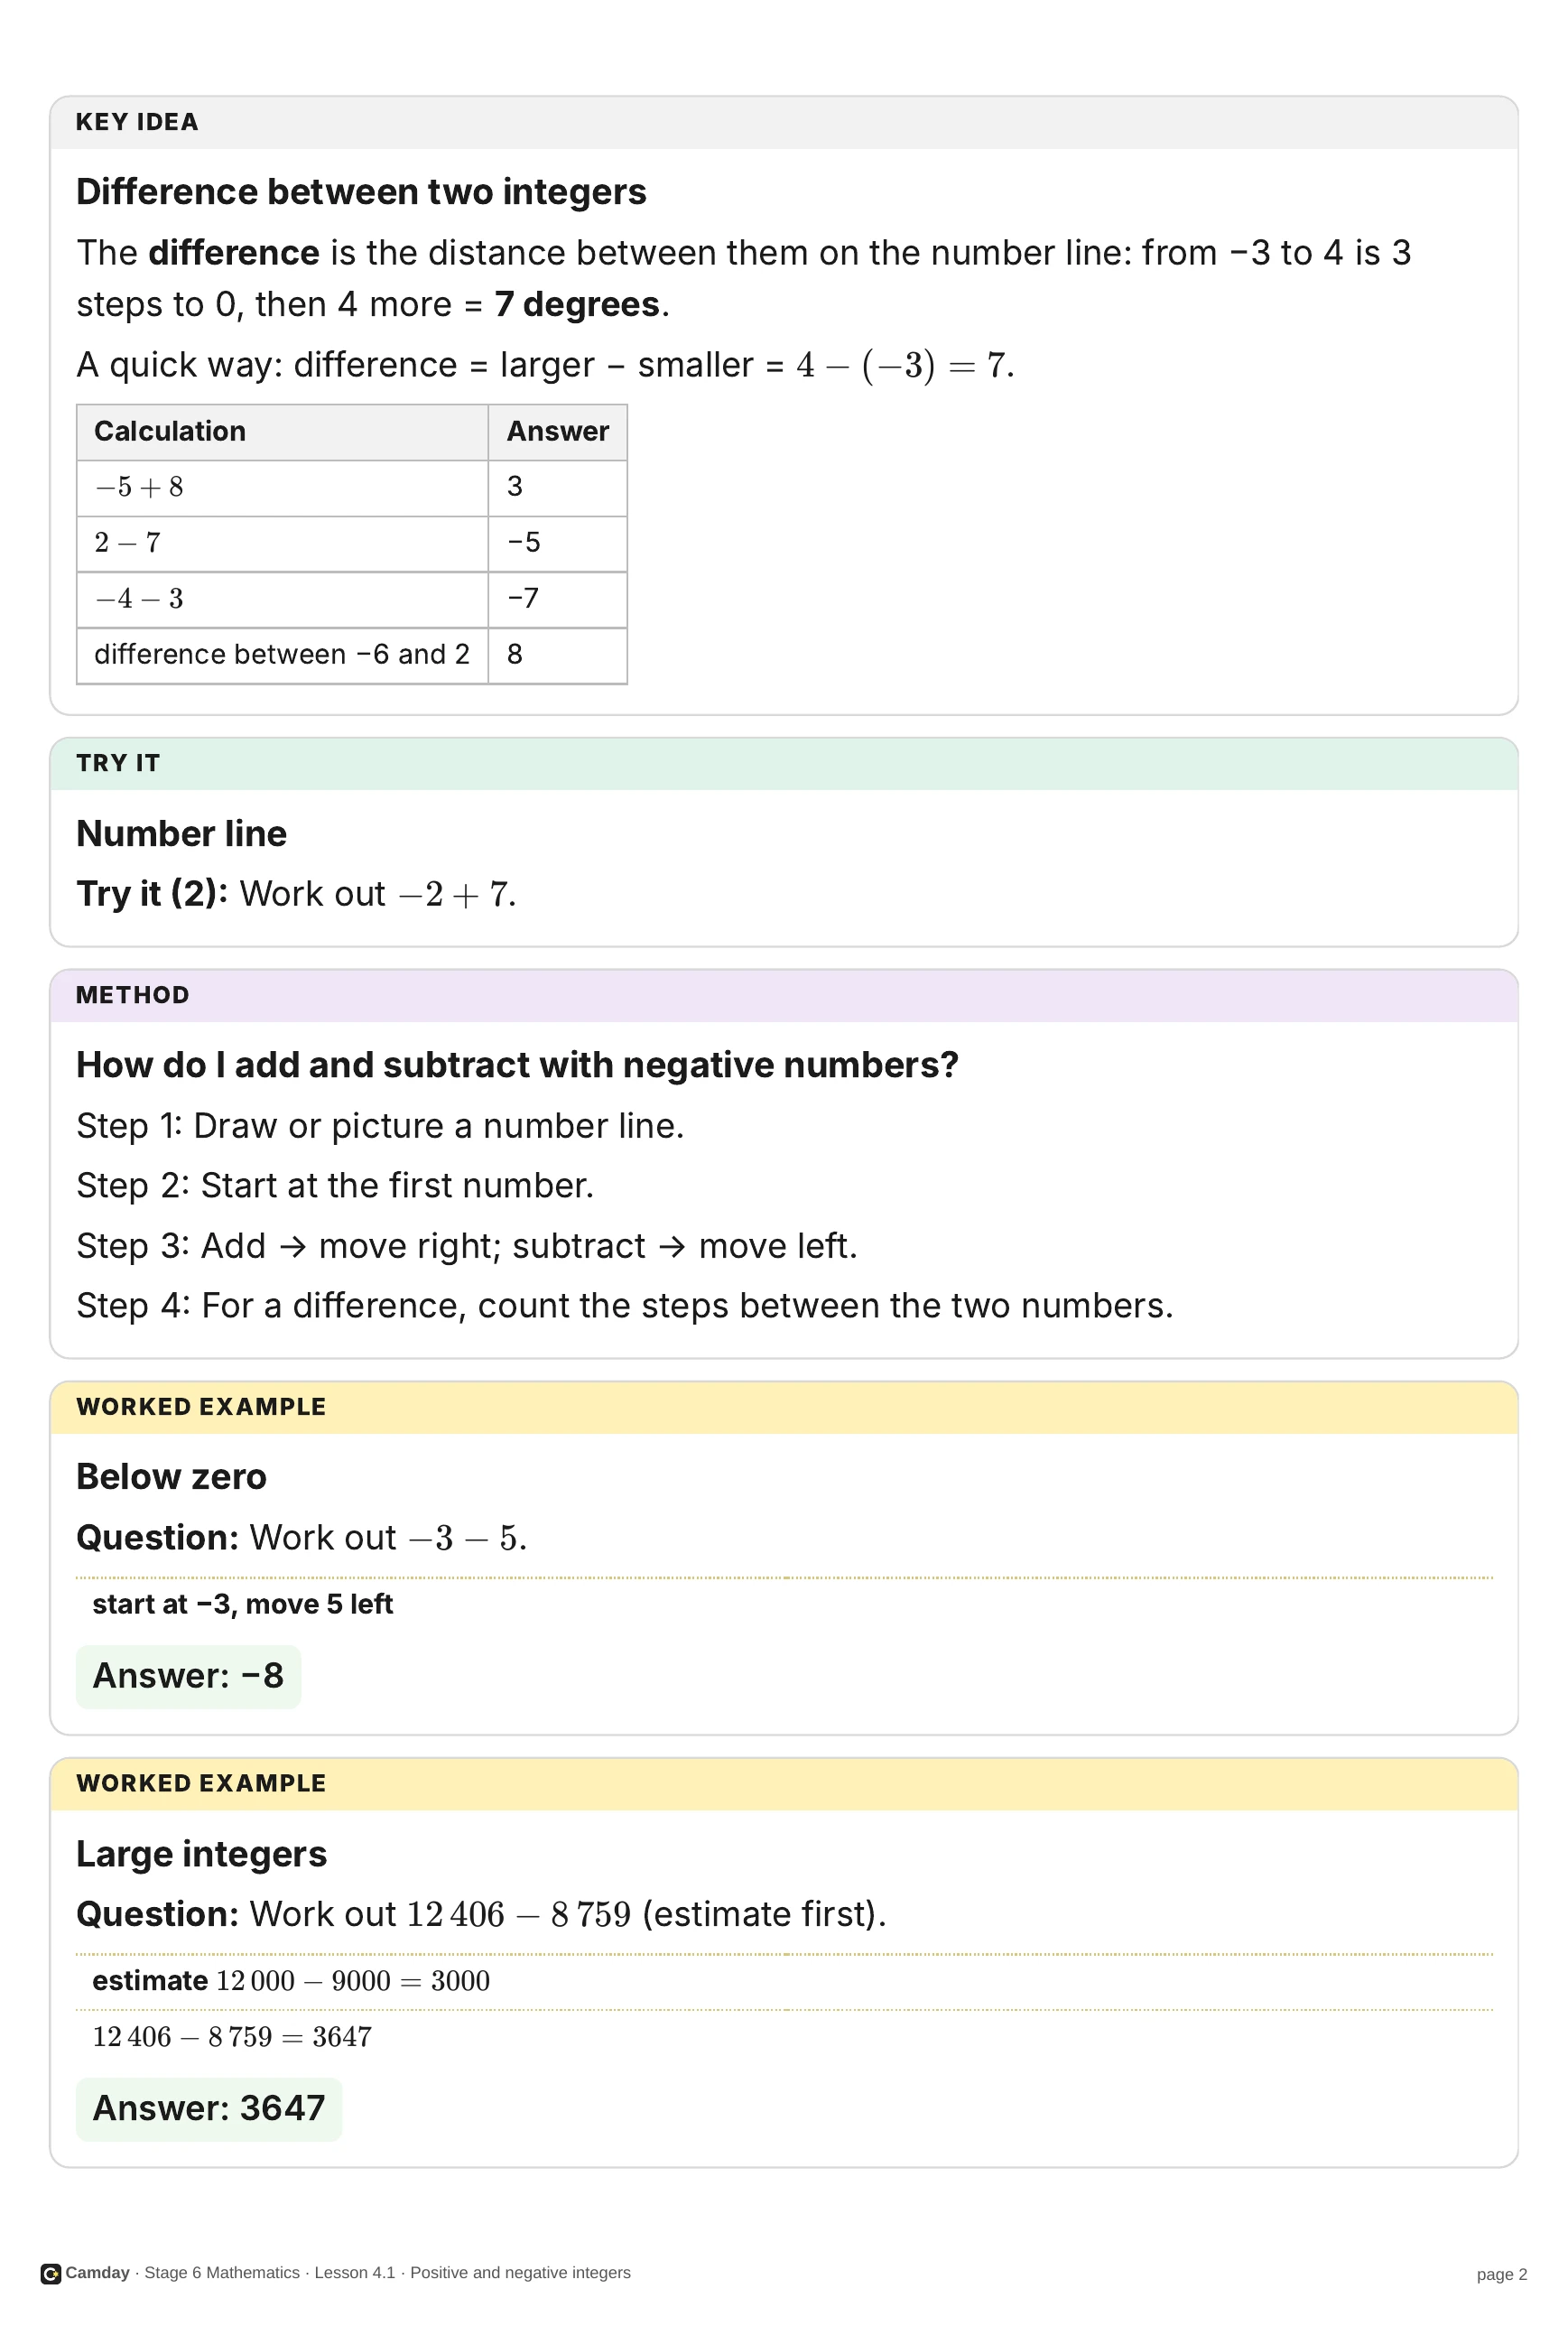 KEY IDEA
Difference between two integers
The difference is the distance between them on the number line: from −3 to 4 is 3
steps to 0, then 4 more = 7 degrees.
A quick way: difference = larger − smaller = 4 − (−3) = 7.
Calculation Answer
−5 + 8 3
2 − 7 −5
−4 − 3 −7
difference between −6 and 2 8
TRY IT
Number line
Try it (2): Work out −2 + 7.
METHOD
How do I add and subtract with negative numbers?
Step 1: Draw or picture a number line.
Step 2: Start at the first number.
Step 3: Add → move right; subtract → move left.
Step 4: For a difference, count the steps between the two numbers.
WORKED EXAMPLE
Below zero
Question: Work out −3 − 5.
start at −3, move 5 left
Answer: −8
WORKED EXAMPLE
Large integers
Question: Work out 12 406 − 8 759 (estimate first).
estimate 12 000 − 9000 = 3000
12 406 − 8 759 = 3647
Answer: 3647
Camday · Stage 6 Mathematics · Lesson 4.1 · Positive and negative integers
page 2